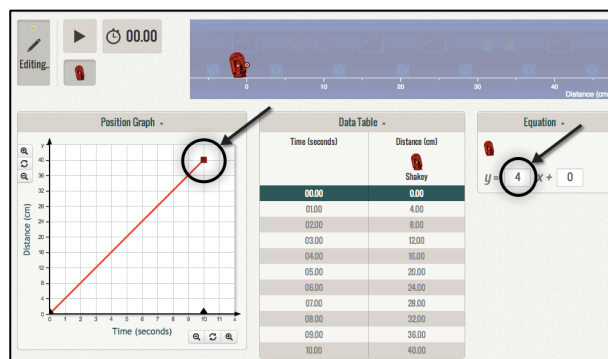 Editing..
00.00
0
10
20
30
40
Distance (cm)
Position Graph
y
40
36
32
28
24
20
16
12
8
4
0
Distance (cm)
0 1 2 3 4 5 6 7 8 9 10 11 x
Time (seconds)
Data Table
Time (seconds) Distance (cm)
Shakey
00.00 0.00
01.00 4.00
02.00 8.00
03.00 12.00
04.00 16.00
05.00 20.00
06.00 24.00
07.00 28.00
08.00 32.00
09.00 36.00
10.00 40.00
Equation
y = 4 x + 0